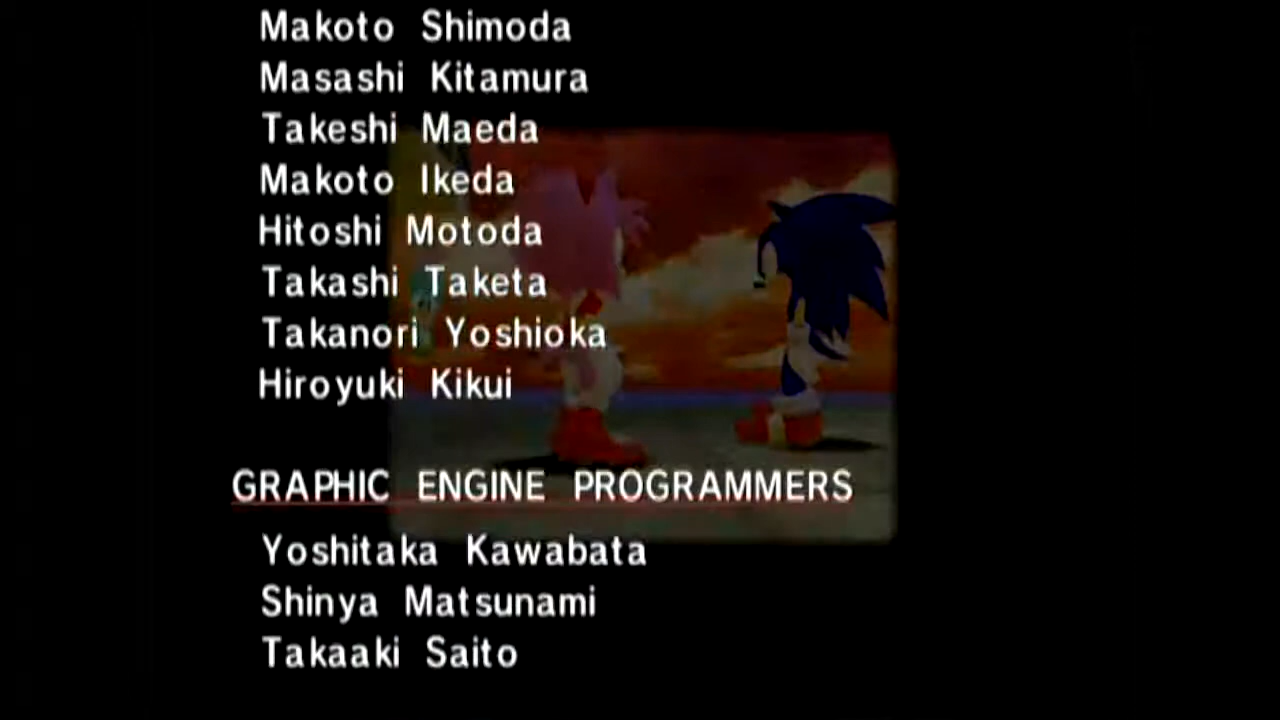 Makoto Shimoda
Masashi Kitamura
Takeshi Maeda
Makoto Ikeda
Hitoshi Motoda
Takashi Taketa
Takanori Yoshioka
Hiroyuki Kikui
GRAPHIC ENGINE PROGRAMMERS
Yoshitaka Kawabata
Shinya Matsunami
Takaaki Saito